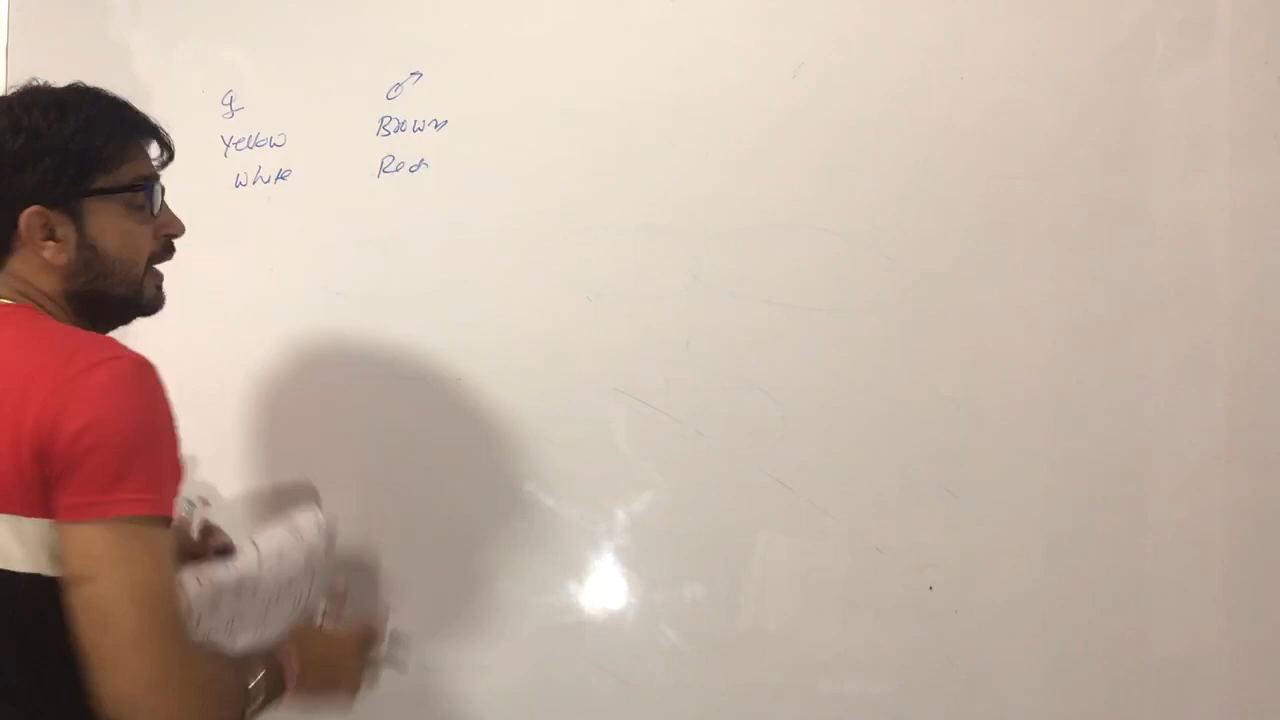 ♀ ♂
Yellow Brown
White Red